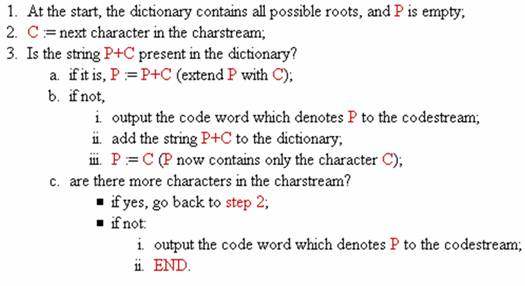 1. At the start, the dictionary contains all possible roots, and P is empty;
2. C := next character in the charstream;
3. Is the string P+C present in the dictionary?
a. if it is, P := P+C (extend P with C);
b. if not,
i. output the code word which denotes P to the codestream;
ii. add the string P+C to the dictionary;
iii. P := C (P now contains only the character C);
c. are there more characters in the charstream?
▪ if yes, go back to step 2;
▪ if not:
i. output the code word which denotes P to the codestream;
ii. END.